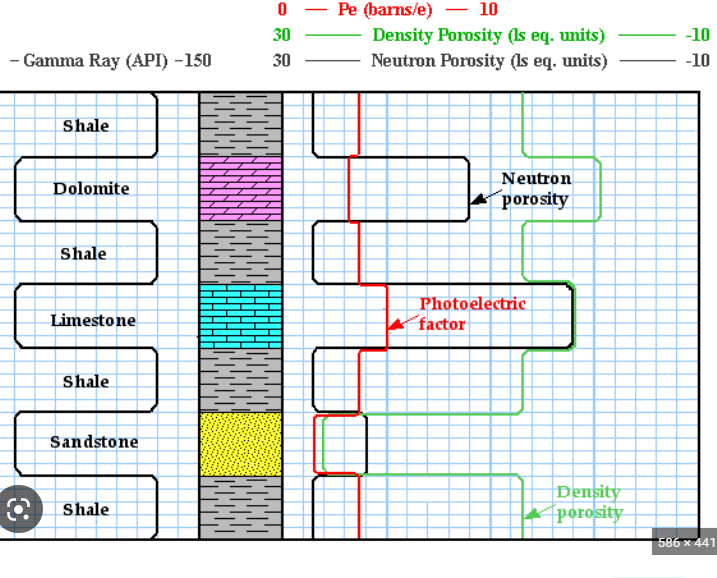 0 — Pe (barns/e) — 10
30 ——— Density Porosity (ls eq. units) ——— -10
– Gamma Ray (API) –150 30 ——— Neutron Porosity (ls eq. units) ——— -10
Shale
Dolomite
Neutron
porosity
Shale
Photoelectric
factor
Limestone
Shale
Sandstone
Density
porosity
Shale
586 × 441